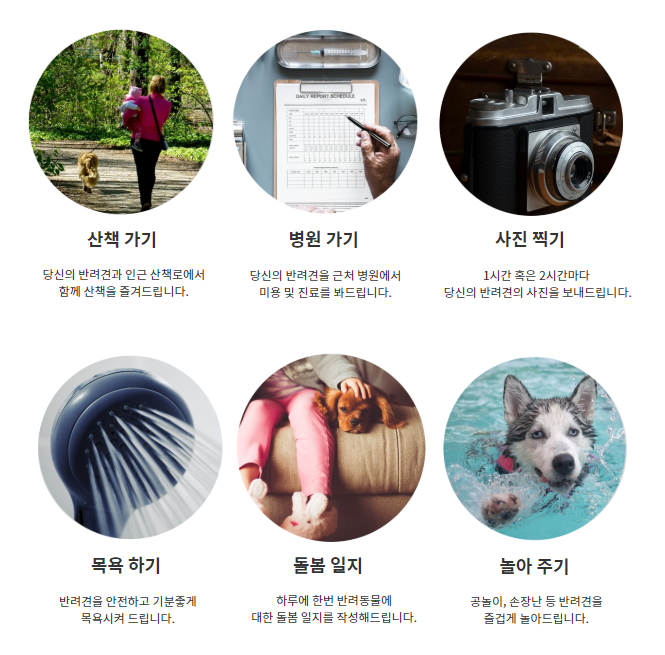 DAILY REPORT SCHEDULE
산책 가기
병원 가기
사진 찍기
당신의 반려견과 인근 산책로에서
함께 산책을 즐겨드립니다.
당신의 반려견을 근처 병원에서
미용 및 진료를 봐드립니다.
1시간 혹은 2시간마다
당신의 반려견의 사진을 보내드립니다.
목욕 하기
돌봄 일지
놀아 주기
반려견을 안전하고 기분좋게
목욕시켜 드립니다.
하루에 한번 반려동물에
대한 돌봄 일지를 작성해드립니다.
공놀이, 손장난 등 반려견을
즐겁게 놀아드립니다.